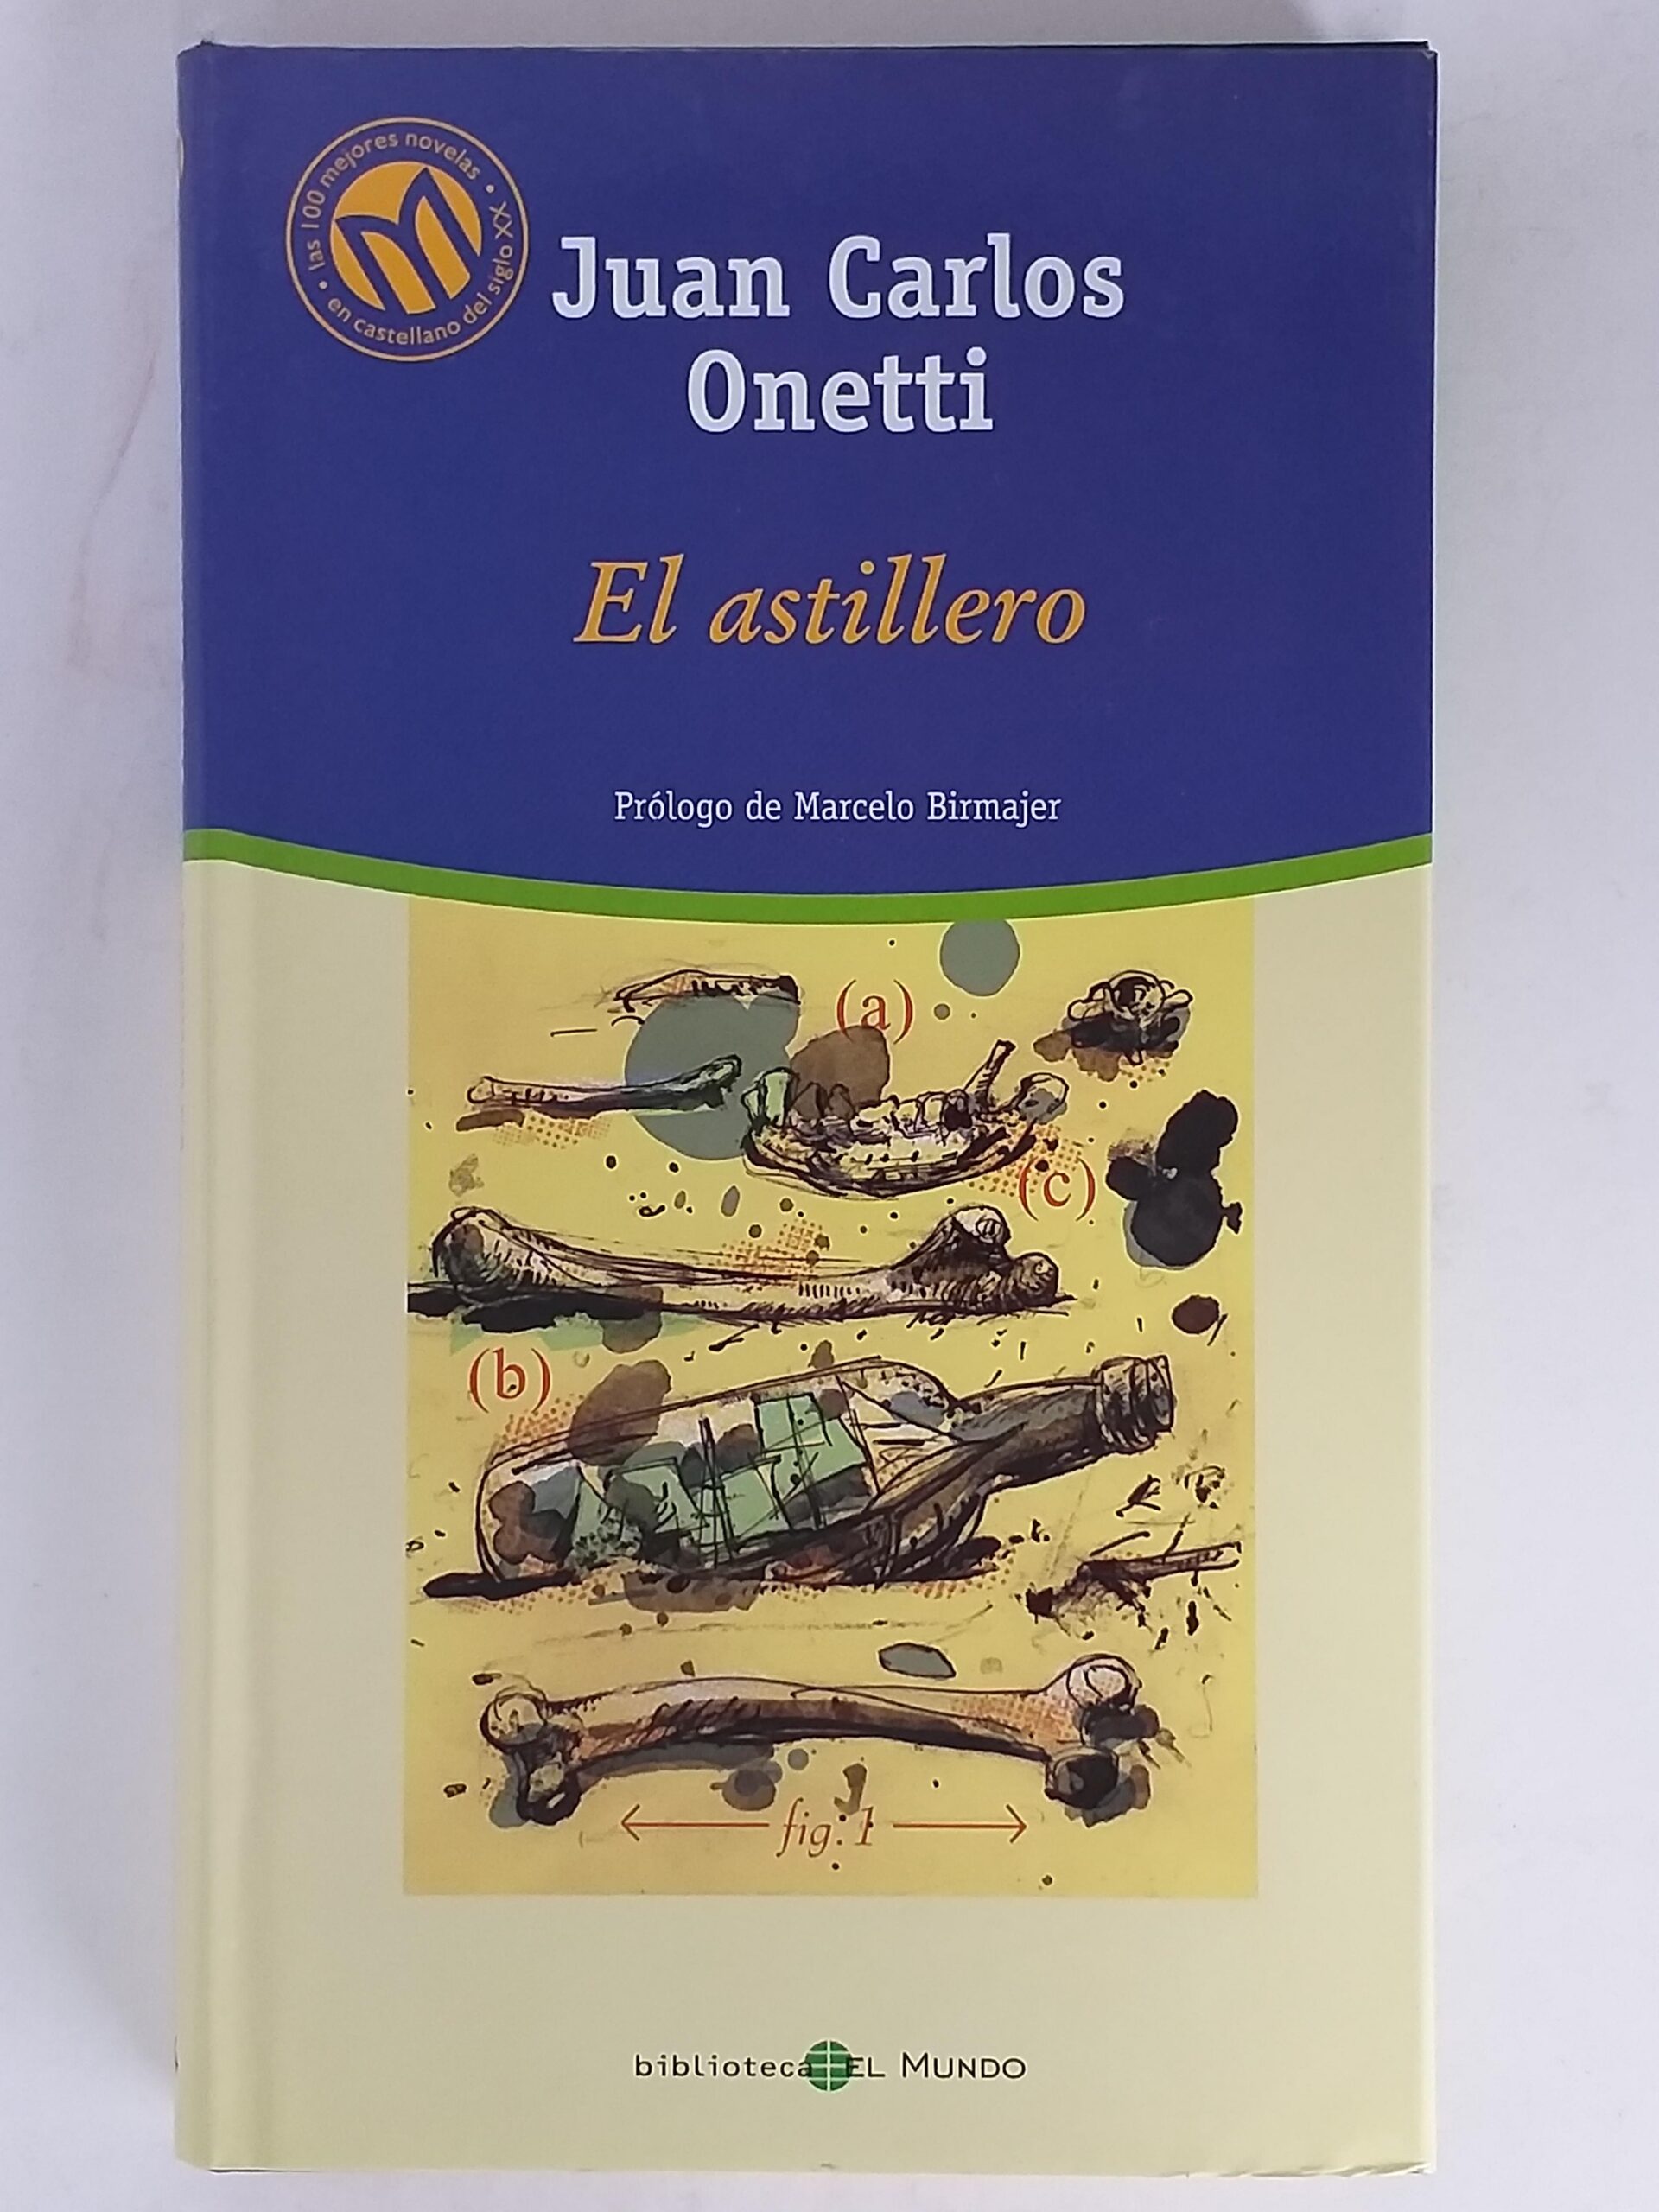 las 100 mejores novelas
en castellano del siglo XX
Juan Carlos
Onetti
El astillero
Prólogo de Marcelo Birmajer
(a)
(c)
(b)
fig. 1
biblioteca EL MUNDO